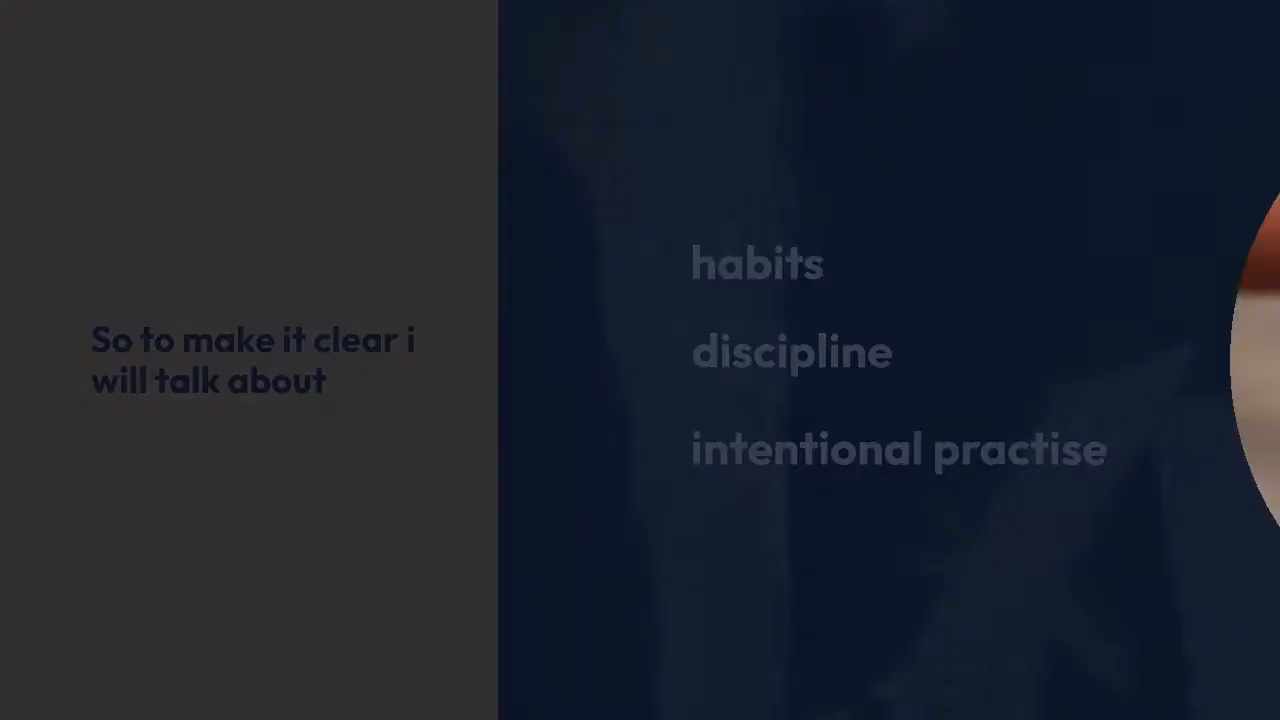 So to make it clear i
will talk about
habits
discipline
intentional practise